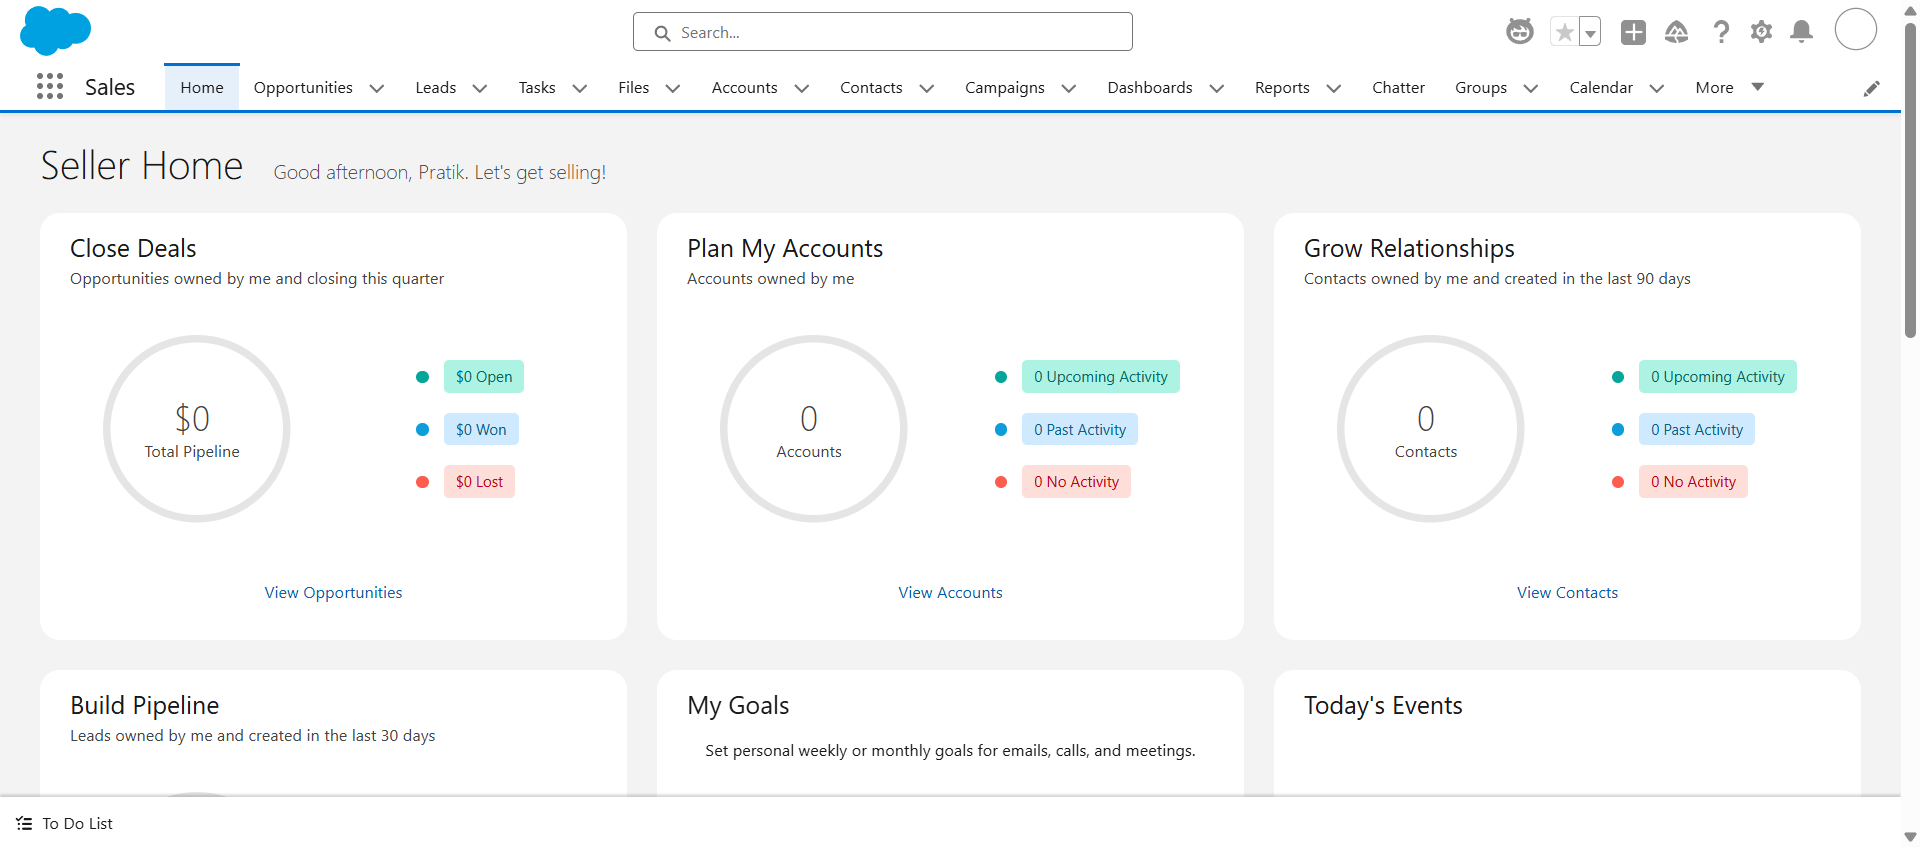 Search...
Sales
Home
Opportunities
Leads
Tasks
Files
Accounts
Contacts
Campaigns
Dashboards
Reports
Chatter
Groups
Calendar
More
Seller Home
Good afternoon, Pratik. Let's get selling!
Close Deals
Opportunities owned by me and closing this quarter
$0
Total Pipeline
$0 Open
$0 Won
$0 Lost
View Opportunities
Plan My Accounts
Accounts owned by me
0
Accounts
0 Upcoming Activity
0 Past Activity
0 No Activity
View Accounts
Grow Relationships
Contacts owned by me and created in the last 90 days
0
Contacts
0 Upcoming Activity
0 Past Activity
0 No Activity
View Contacts
Build Pipeline
Leads owned by me and created in the last 30 days
My Goals
Set personal weekly or monthly goals for emails, calls, and meetings.
Today's Events
To Do List